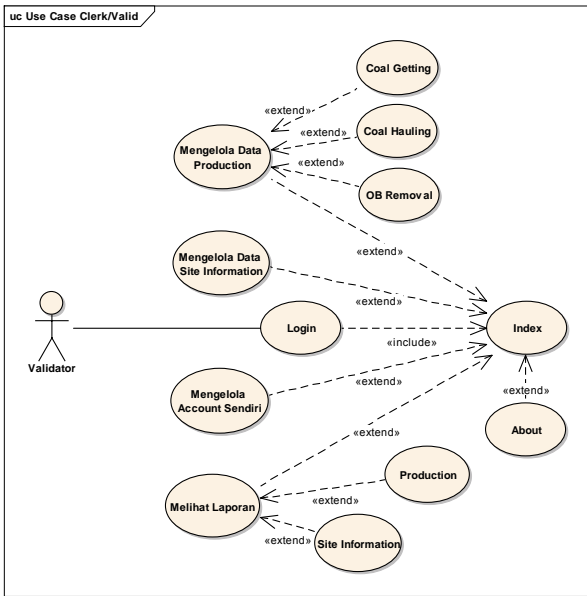 uc Use Case Clerk/Valid
Coal Getting
«extend»
Coal Hauling
«extend»
Mengelola Data
Production
«extend»
OB Removal
«extend»
Mengelola Data
Site Information
«extend»
Validator
Login
Index
«include»
Mengelola
Account Sendiri
«extend»
«extend»
About
«extend»
Melihat Laporan
Production
«extend»
«extend»
Site Information